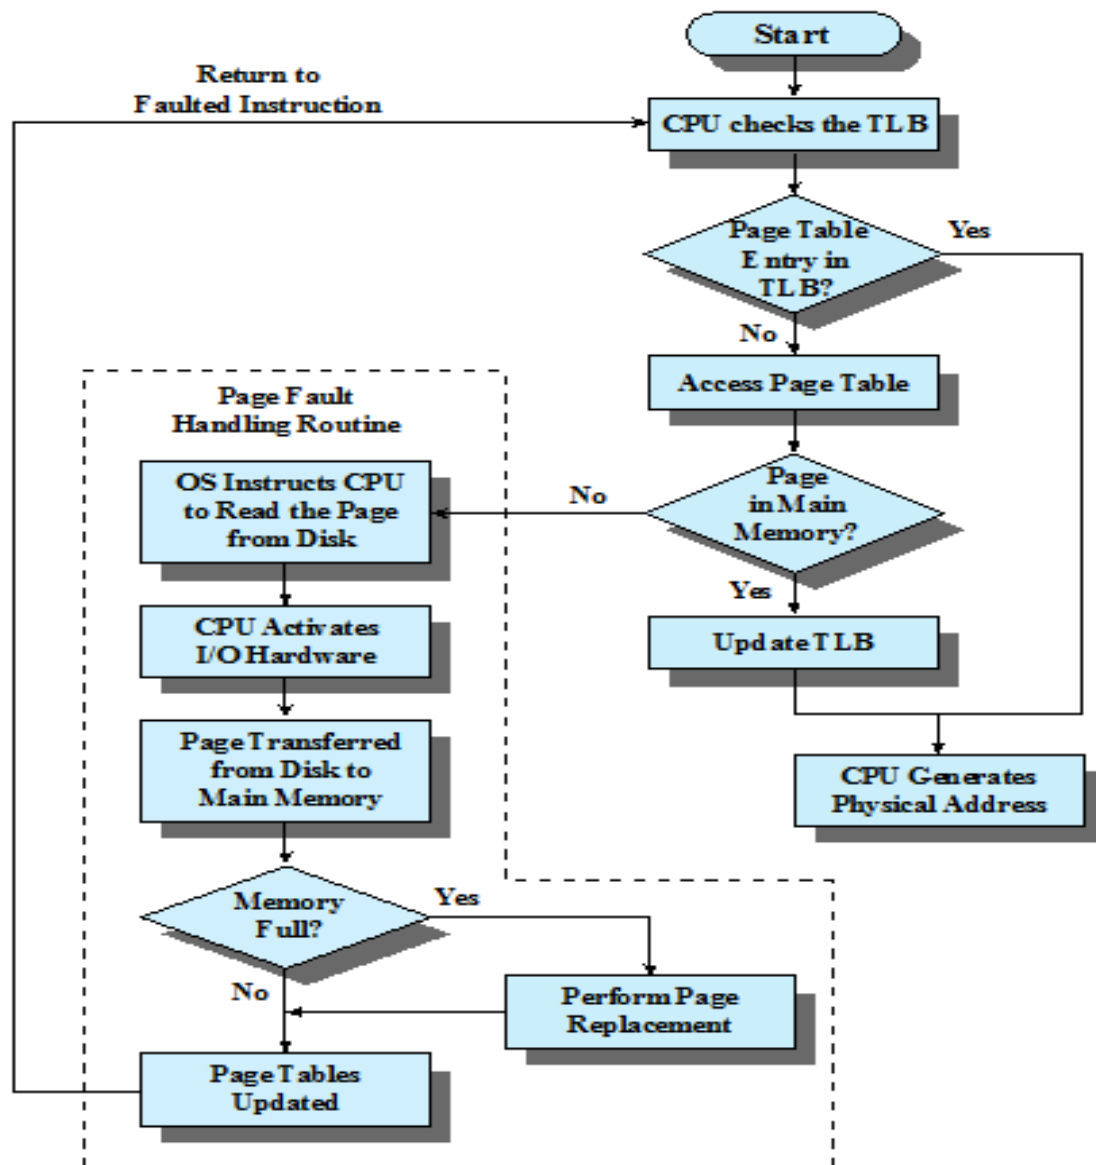 Start
Return to
Faulted Instruction
CPU checks the TLB
Page Table
Entry in
TLB?
Yes
No
Access Page Table
Page Fault
Handling Routine
Page
in Main
Memory?
No
OS Instructs CPU
to Read the Page
from Disk
Yes
CPU Activates
I/O Hardware
Update TLB
Page Transferred
from Disk to
Main Memory
CPU Generates
Physical Address
Memory
Full?
Yes
No
Perform Page
Replacement
Page Tables
Updated